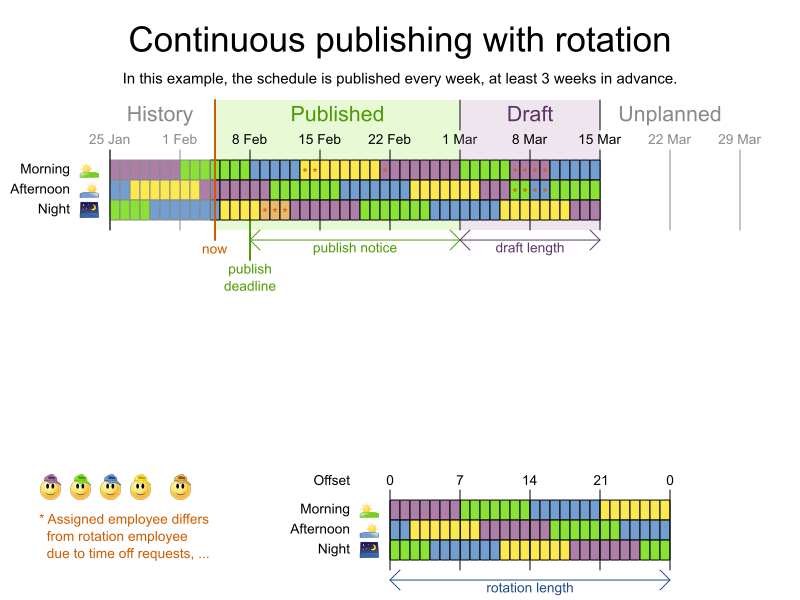 Continuous publishing with rotation
In this example, the schedule is published every week, at least 3 weeks in advance.
History Published Draft Unplanned
25 Jan 1 Feb 8 Feb 15 Feb 22 Feb 1 Mar 8 Mar 15 Mar 22 Mar 29 Mar
Morning * * * * * * *
Afternoon * * * *
Night * * *
now publish notice draft length
publish
deadline
Offset 0 7 14 21 0
Morning
Afternoon
Night
rotation length
* Assigned employee differs
from rotation employee
due to time off requests, ...